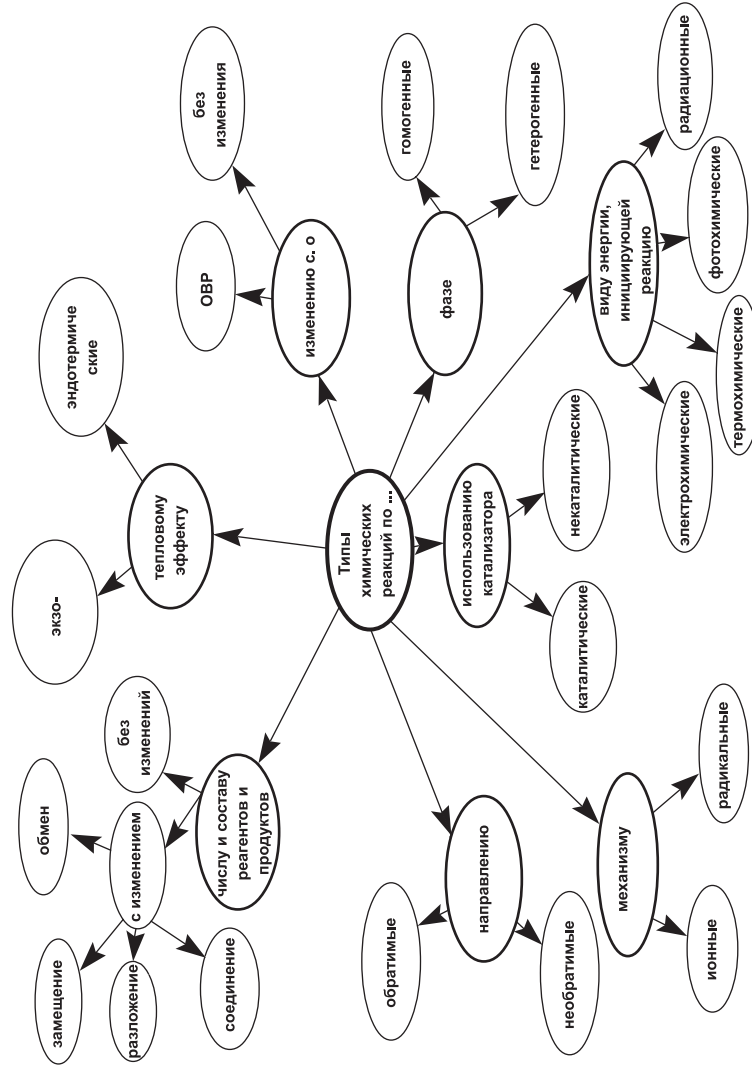 Типы
химических
реакций по ...
числу и составу
реагентов и
продуктов
с изменением
замещение
разложение
соединение
обмен
без
изменений
тепловому
эффекту
экзо-
эндотермиче
ские
изменению с. о
ОВР
без
изменения
фазе
гомогенные
гетерогенные
виду энергии,
инициирующей
реакцию
электрохимические
термохимические
фотохимические
радиационные
использованию
катализатора
каталитические
некаталитические
направлению
обратимые
необратимые
механизму
ионные
радикальные